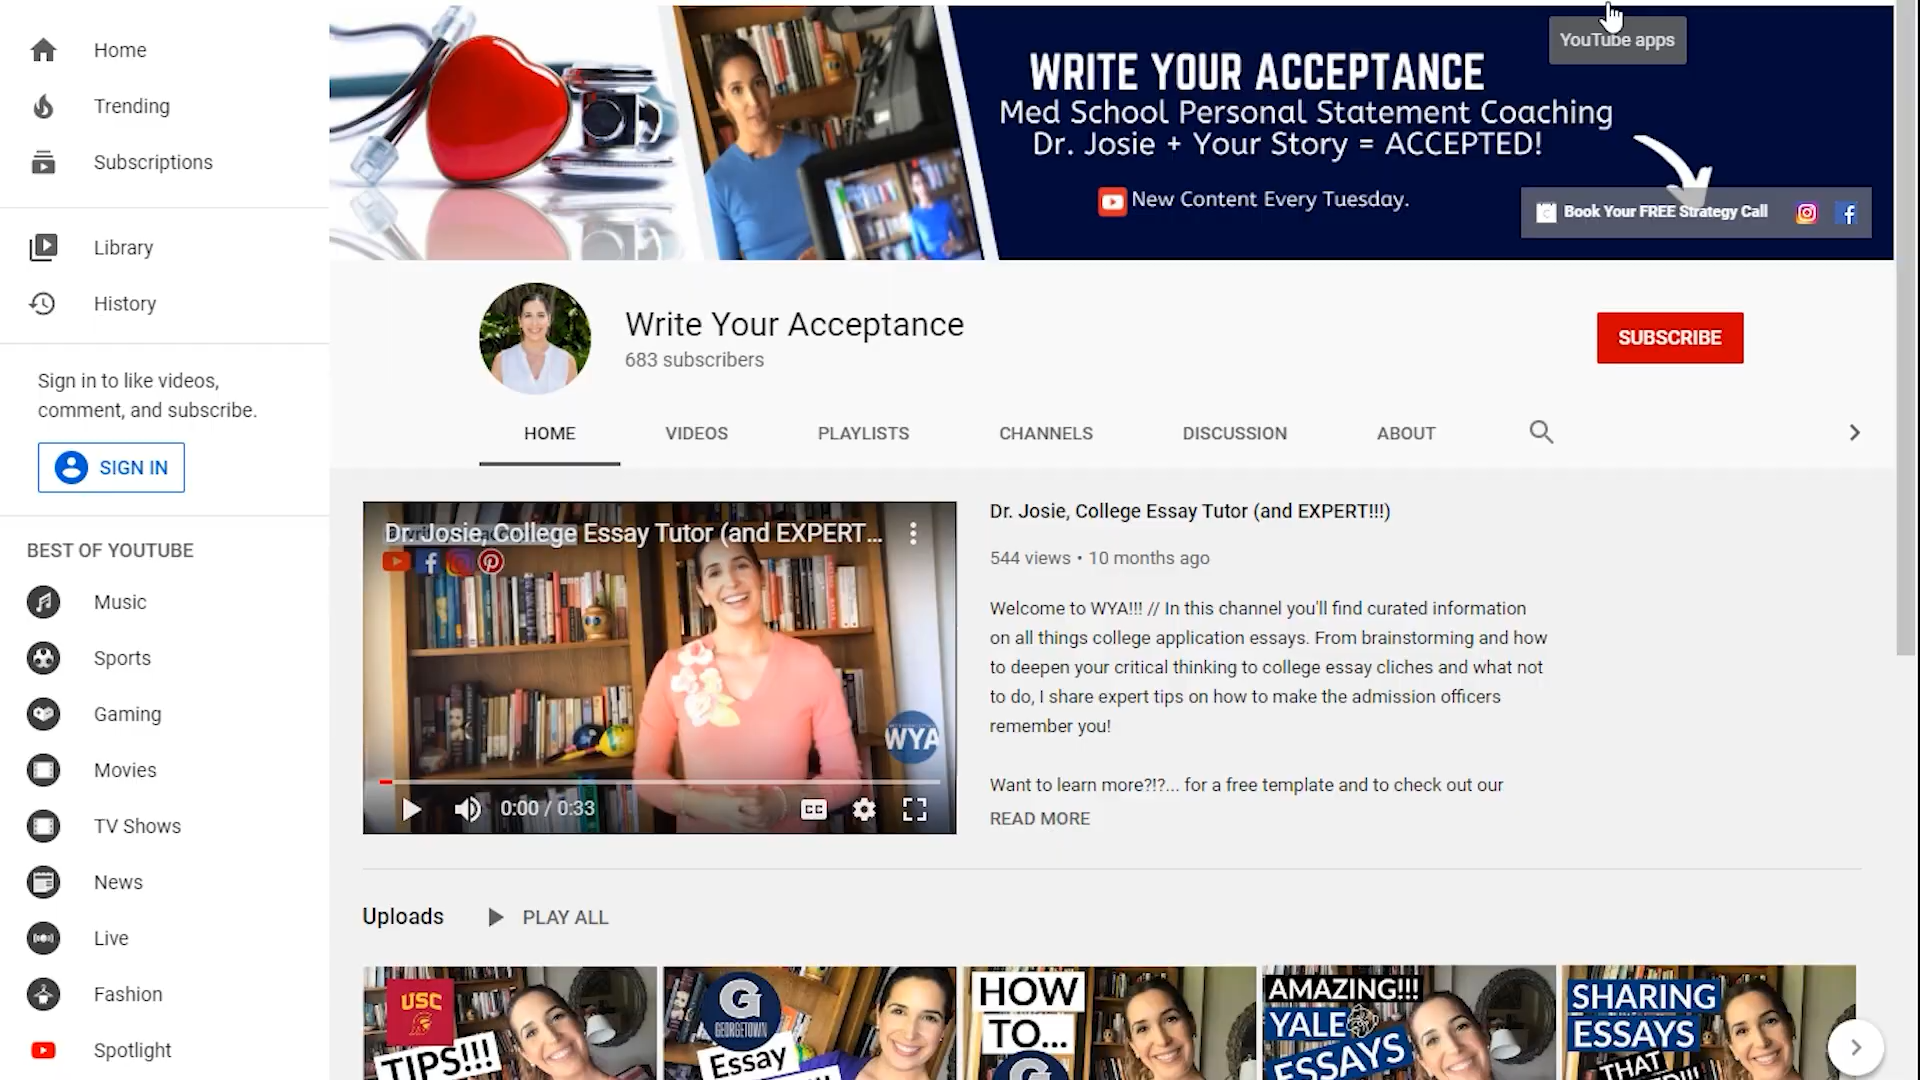 Home
Trending
Subscriptions
Library
History
Sign in to like videos,
comment, and subscribe.
SIGN IN
BEST OF YOUTUBE
Music
Sports
Gaming
Movies
TV Shows
News
Live
Fashion
Spotlight
YouTube apps
WRITE YOUR ACCEPTANCE
Med School Personal Statement Coaching
Dr. Josie + Your Story = ACCEPTED!
New Content Every Tuesday.
Book Your FREE Strategy Call
Write Your Acceptance
683 subscribers
SUBSCRIBE
HOME
VIDEOS
PLAYLISTS
CHANNELS
DISCUSSION
ABOUT
Dr. Josie, College Essay Tutor (and EXPERT...
WYA
0:00 / 0:33
CC
Dr. Josie, College Essay Tutor (and EXPERT!!!)
544 views • 10 months ago
Welcome to WYA!!! // In this channel you'll find curated information
on all things college application essays. From brainstorming and how
to deepen your critical thinking to college essay cliches and what not
to do, I share expert tips on how to make the admission officers
remember you!
Want to learn more?!?... for a free template and to check out our
READ MORE
Uploads
PLAY ALL
USC
TIPS!!!
G
GEORGETOWN
Essay
HOW
TO...
AMAZING!!!
YALE
ESSAYS
SHARING
ESSAYS
THAT